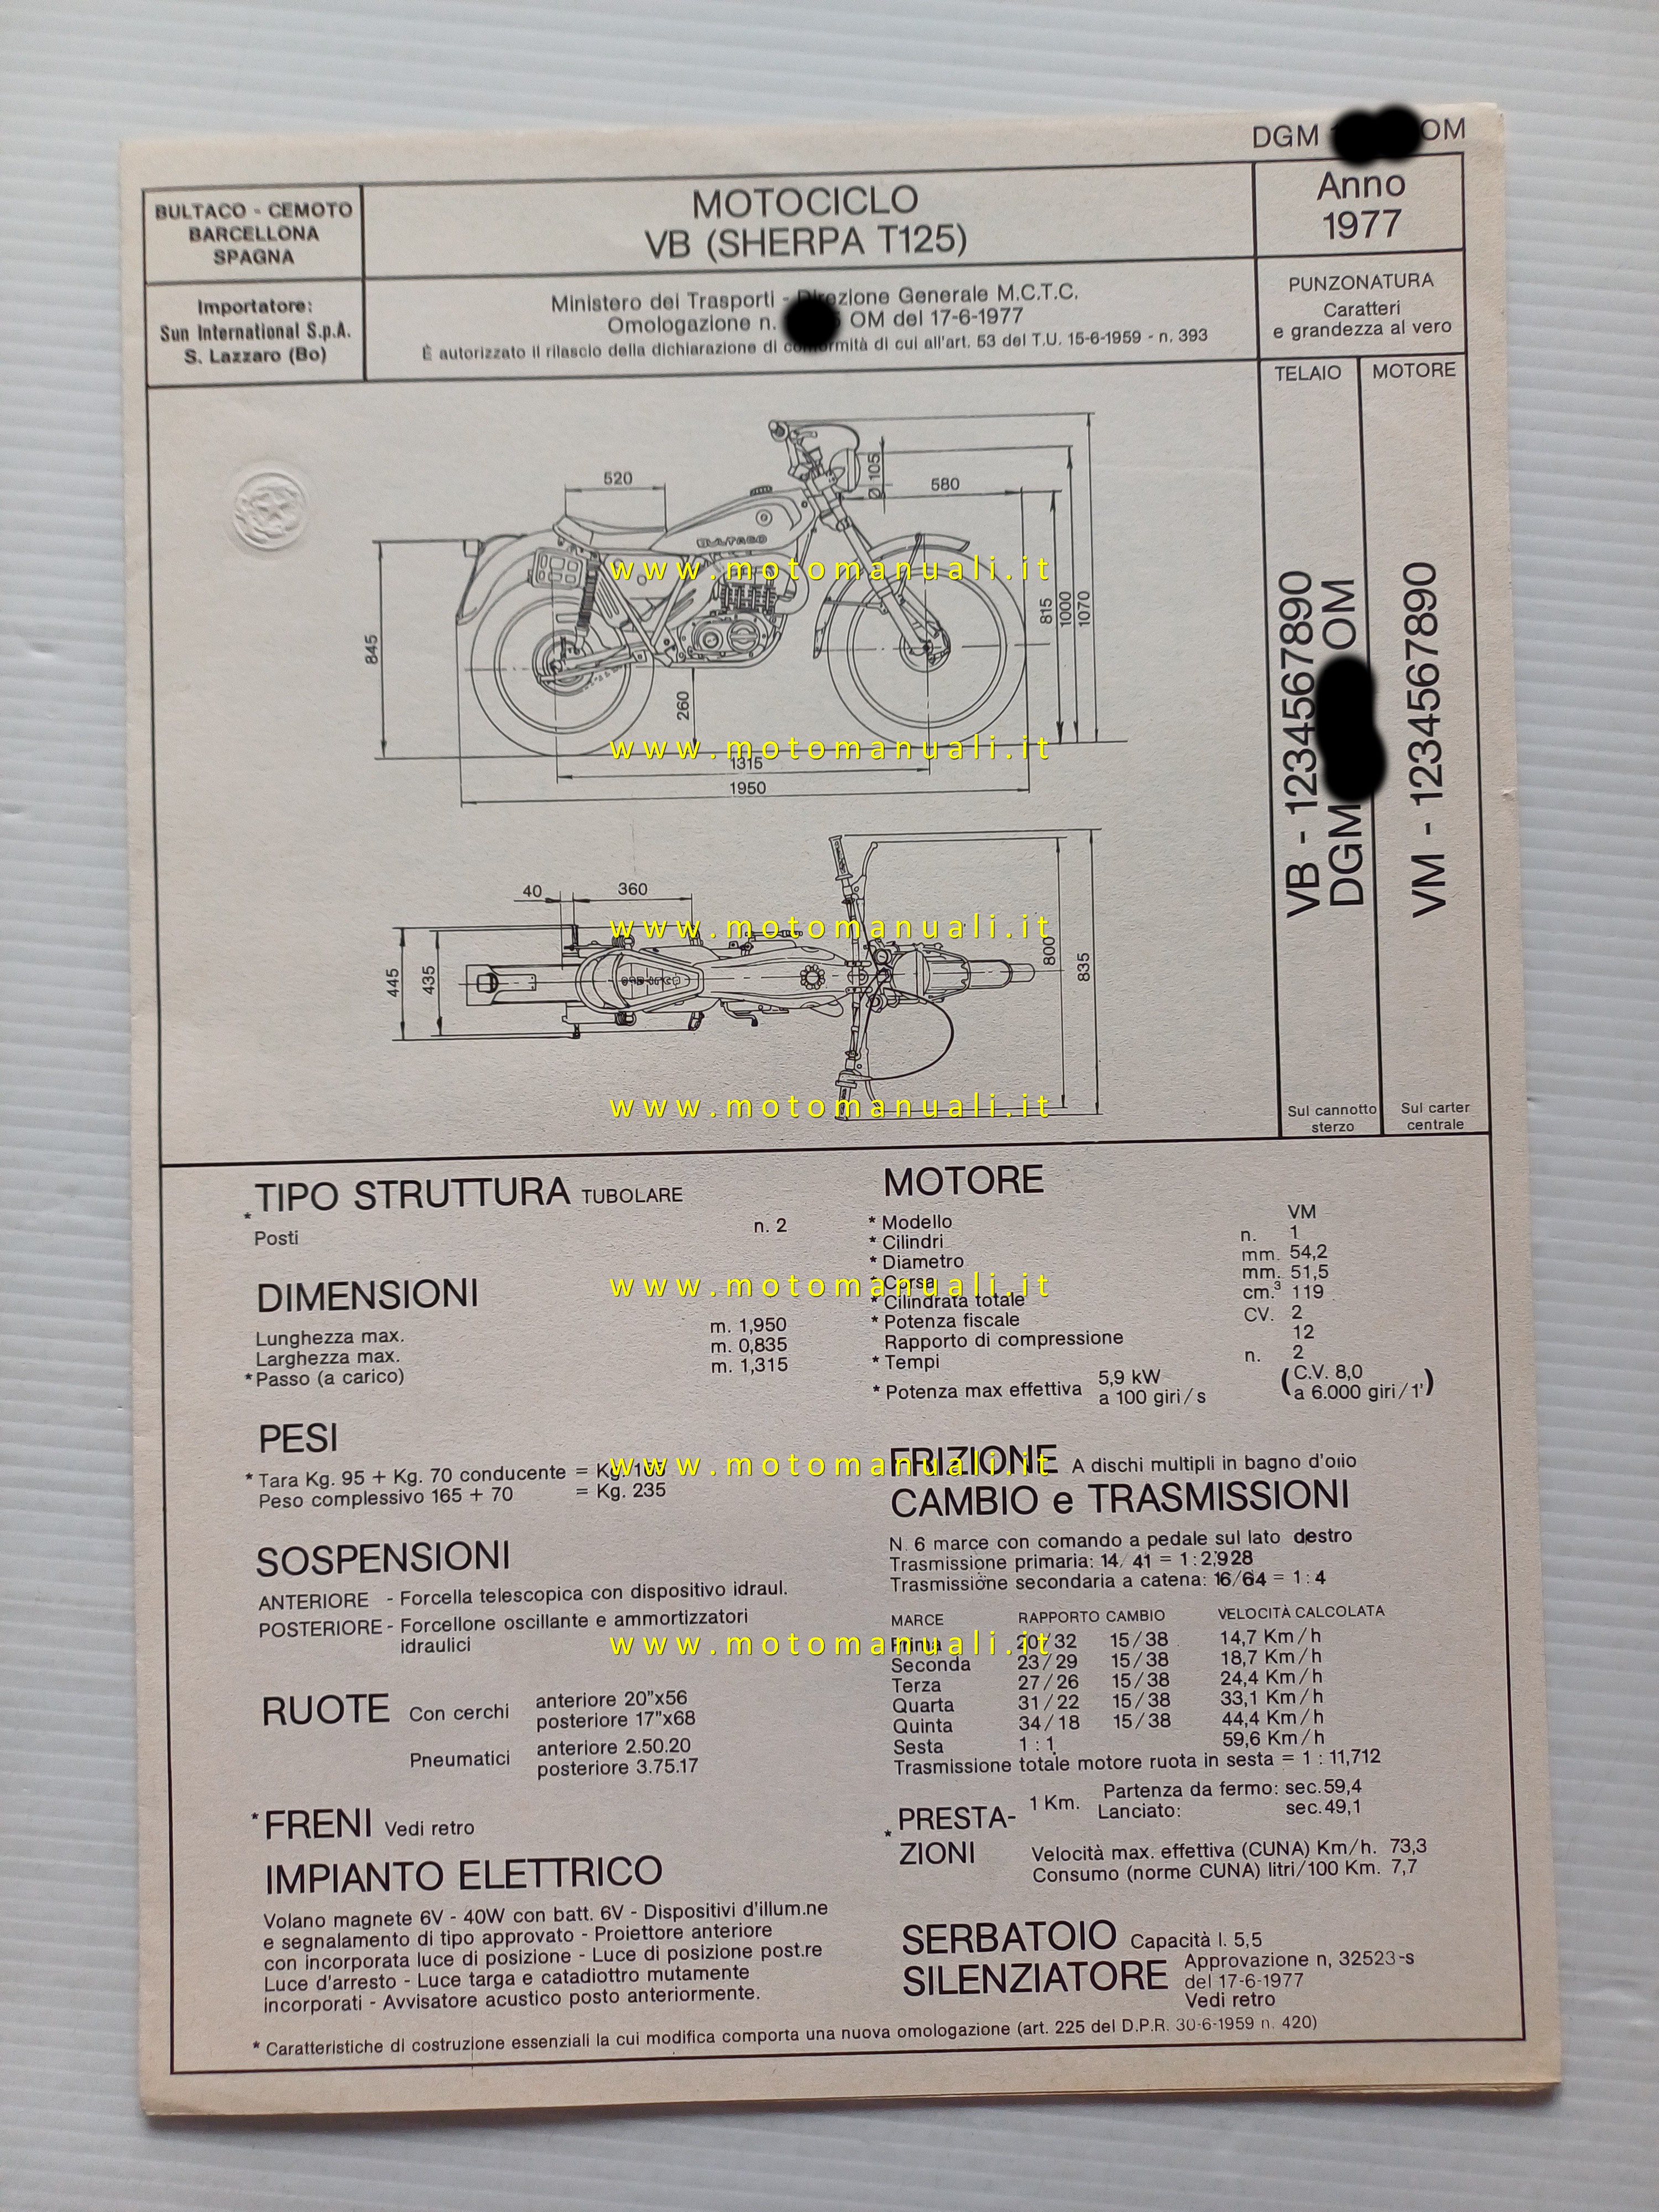 DGM OM
BULTACO - CEMOTO
BARCELLONA
SPAGNA
MOTOCICLO
VB (SHERPA T125)
Anno
1977
Importatore:
Sun International S.p.A.
S. Lazzaro (Bo)
Ministero dei Trasporti - Direzione Generale M.C.T.C.
Omologazione n. OM del 17-6-1977
È autorizzato il rilascio della dichiarazione di conformità di cui all'art. 53 del T.U. 15-6-1959 - n. 393
PUNZONATURA
Caratteri
e grandezza al vero
TELAIO
MOTORE
520
Ø 105
580
BULTACO
845
260
815
1000
1070
1315
1950
www.motomanuali.it
www.motomanuali.it
40
360
445
435
800
835
www.motomanuali.it
www.motomanuali.it
VB - 1234567890
DGM OM
VM - 1234567890
Sul cannotto
sterzo
Sul carter
centrale
*TIPO STRUTTURA TUBOLARE
Posti n. 2
DIMENSIONI
Lunghezza max. m. 1,950
Larghezza max. m. 0,835
*Passo (a carico) m. 1,315
PESI
*Tara Kg. 95 + Kg. 70 conducente = Kg.
Peso complessivo 165 + 70 = Kg. 235
SOSPENSIONI
ANTERIORE - Forcella telescopica con dispositivo idraul.
POSTERIORE - Forcellone oscillante e ammortizzatori
idraulici
RUOTE Con cerchi anteriore 20"x56
posteriore 17"x68
Pneumatici anteriore 2.50.20
posteriore 3.75.17
*FRENI Vedi retro
IMPIANTO ELETTRICO
Volano magnete 6V - 40W con batt. 6V - Dispositivi d'illum.ne
e segnalamento di tipo approvato - Proiettore anteriore
con incorporata luce di posizione - Luce di posizione post.re
Luce d'arresto - Luce targa e catadiottro mutamente
incorporati - Avvisatore acustico posto anteriormente.
MOTORE
* Modello VM
* Cilindri n. 1
* Diametro mm. 54,2
* Corsa mm. 51,5
* Cilindrata totale cm.³ 119
* Potenza fiscale CV. 2
Rapporto di compressione 12
* Tempi n. 2
* Potenza max effettiva 5,9 kW a 100 giri/s (C.V. 8,0 a 6.000 giri/1')
www.motomanuali.it
FRIZIONE A dischi multipli in bagno d'olio
www.motomanuali.it
CAMBIO e TRASMISSIONI
N. 6 marce con comando a pedale sul lato destro
Trasmissione primaria: 14/41 = 1:2,928
Trasmissione secondaria a catena: 16/64 = 1:4
MARCE RAPPORTO CAMBIO VELOCITÀ CALCOLATA
Prima 20/32 15/38 14,7 Km/h
www.motomanuali.it
Seconda 23/29 15/38 18,7 Km/h
Terza 27/26 15/38 24,4 Km/h
Quarta 31/22 15/38 33,1 Km/h
Quinta 34/18 15/38 44,4 Km/h
Sesta 1:1 59,6 Km/h
Trasmissione totale motore ruota in sesta = 1 : 11,712
*PRESTA-
ZIONI
1 Km. Partenza da fermo: sec. 59,4
Lanciato: sec. 49,1
Velocità max. effettiva (CUNA) Km/h. 73,3
Consumo (norme CUNA) litri/100 Km. 7,7
SERBATOIO Capacità l. 5,5
SILENZIATORE Approvazione n, 32523-s
del 17-6-1977
Vedi retro
* Caratteristiche di costruzione essenziali la cui modifica comporta una nuova omologazione (art. 225 del D.P.R. 30-6-1959 n. 420)